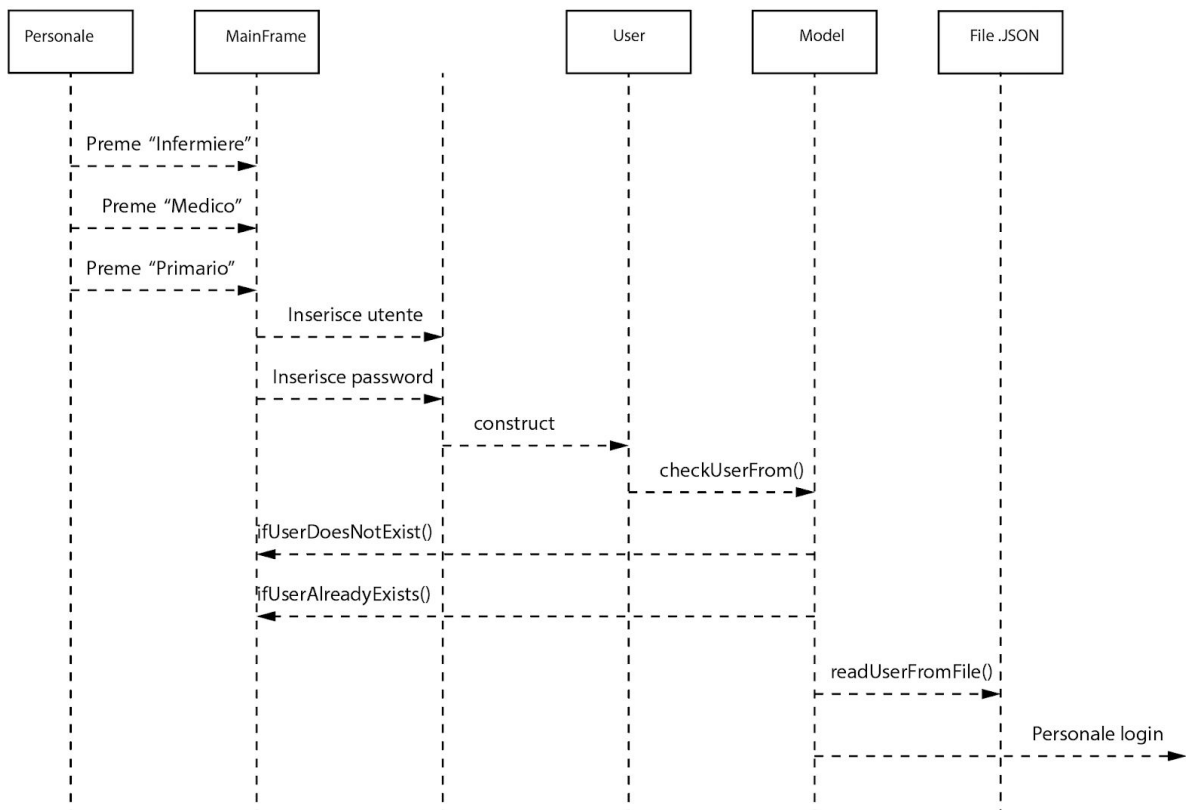 Personale
MainFrame
User
Model
File .JSON
Preme “Infermiere”
Preme “Medico”
Preme “Primario”
Inserisce utente
Inserisce password
construct
checkUserFrom()
ifUserDoesNotExist()
ifUserAlreadyExists()
readUserFromFile()
Personale login